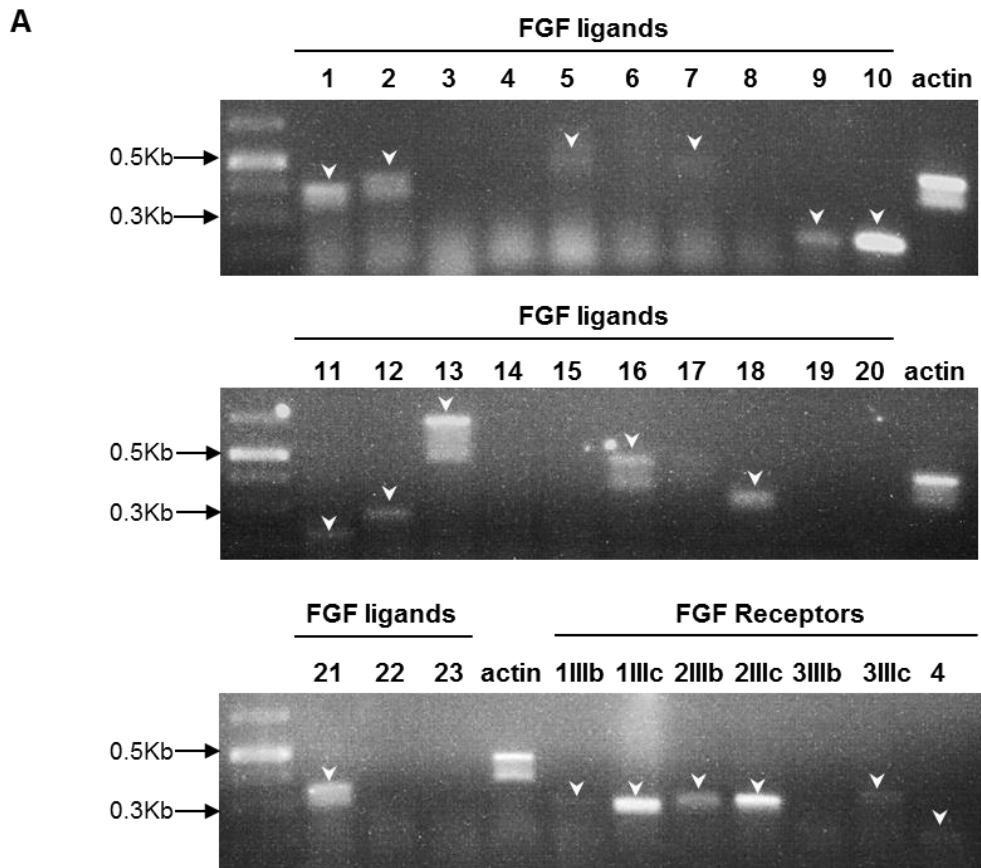 A
FGF ligands
1 2 3 4 5 6 7 8 9 10 actin
0.5Kb
0.3Kb
FGF ligands
11 12 13 14 15 16 17 18 19 20 actin
0.5Kb
0.3Kb
FGF ligands FGF Receptors
21 22 23 actin 1IIIb 1IIIc 2IIIb 2IIIc 3IIIb 3IIIc 4
0.5Kb
0.3Kb